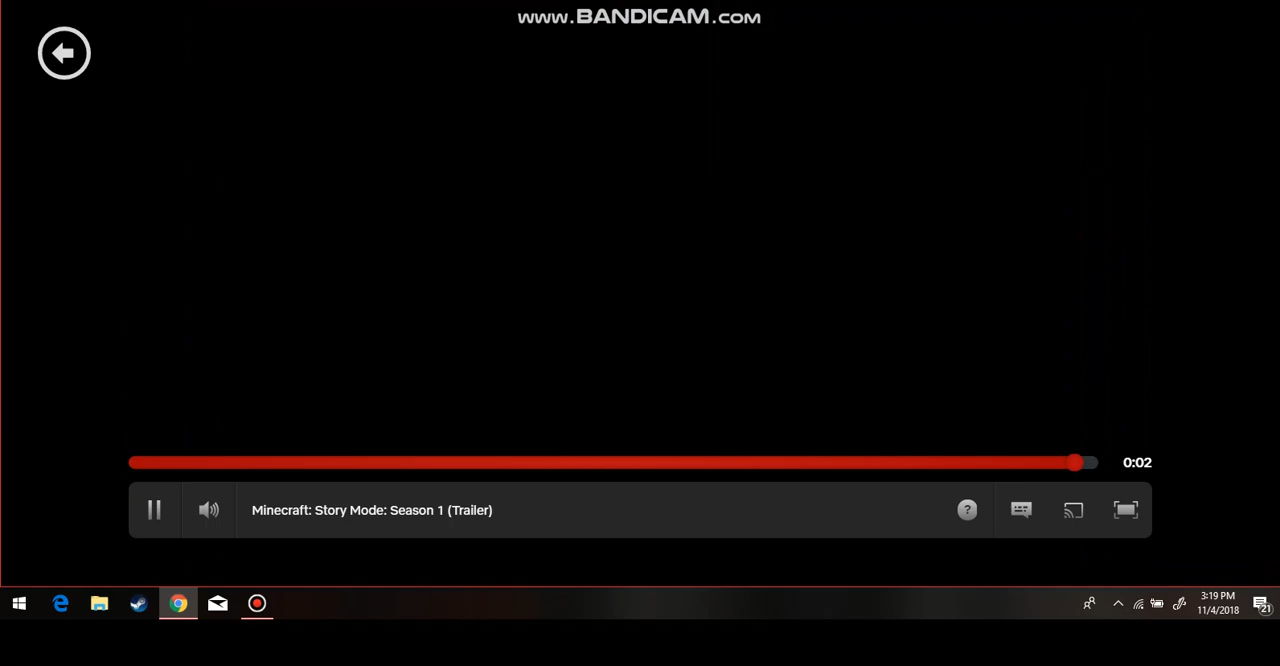 www.BANDICAM.com
0:02
Minecraft: Story Mode: Season 1 (Trailer)
?
3:19 PM
11/4/2018
21